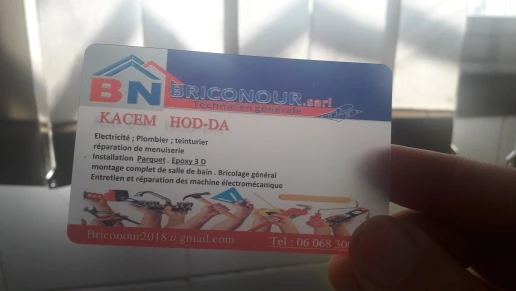 BN BRICONOUR.sarl
Technic en générale
KACEM HOD-DA
Electricité ; Plombier ; teinturier
réparation de menuiserie
Installation Parquet . Epoxy 3 D
montage complet de salle de bain . Bricolage général
Entretien et réparation des machine électromécanique
Briconour2018@gmail.com
Tel : 06 068 30